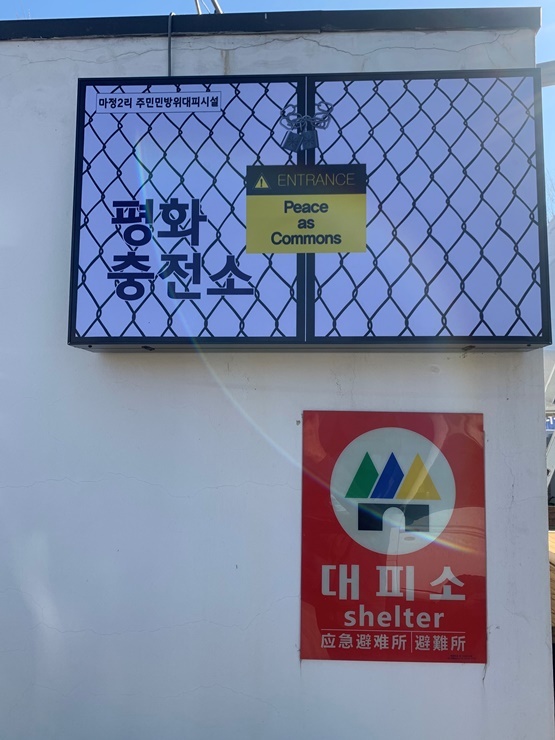 마정2리 주민민방위대피시설
평화
충전소
ENTRANCE
Peace
as
Commons
대피소
shelter
应急避难所 避難所